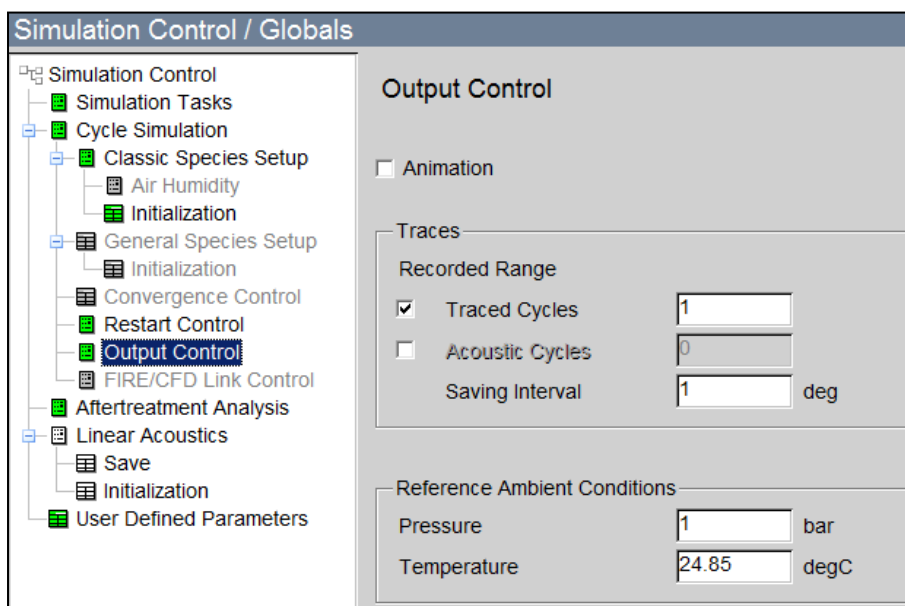 Simulation Control / Globals
Simulation Control
Simulation Tasks
Cycle Simulation
Classic Species Setup
Air Humidity
Initialization
General Species Setup
Initialization
Convergence Control
Restart Control
Output Control
FIRE/CFD Link Control
Aftertreatment Analysis
Linear Acoustics
Save
Initialization
User Defined Parameters
Output Control
Animation
Traces
Recorded Range
Traced Cycles 1
Acoustic Cycles 0
Saving Interval 1 deg
Reference Ambient Conditions
Pressure 1 bar
Temperature 24.85 degC